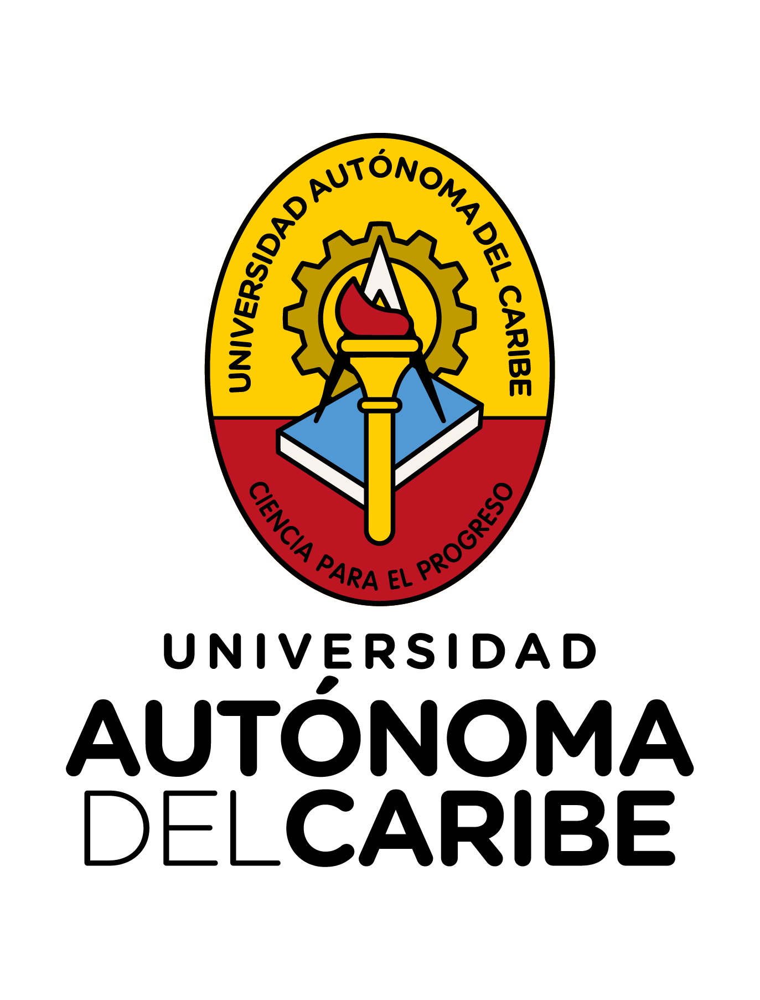 UNIVERSIDAD AUTÓNOMA DEL CARIBE
CIENCIA PARA EL PROGRESO
UNIVERSIDAD
AUTÓNOMA
DELCARIBE